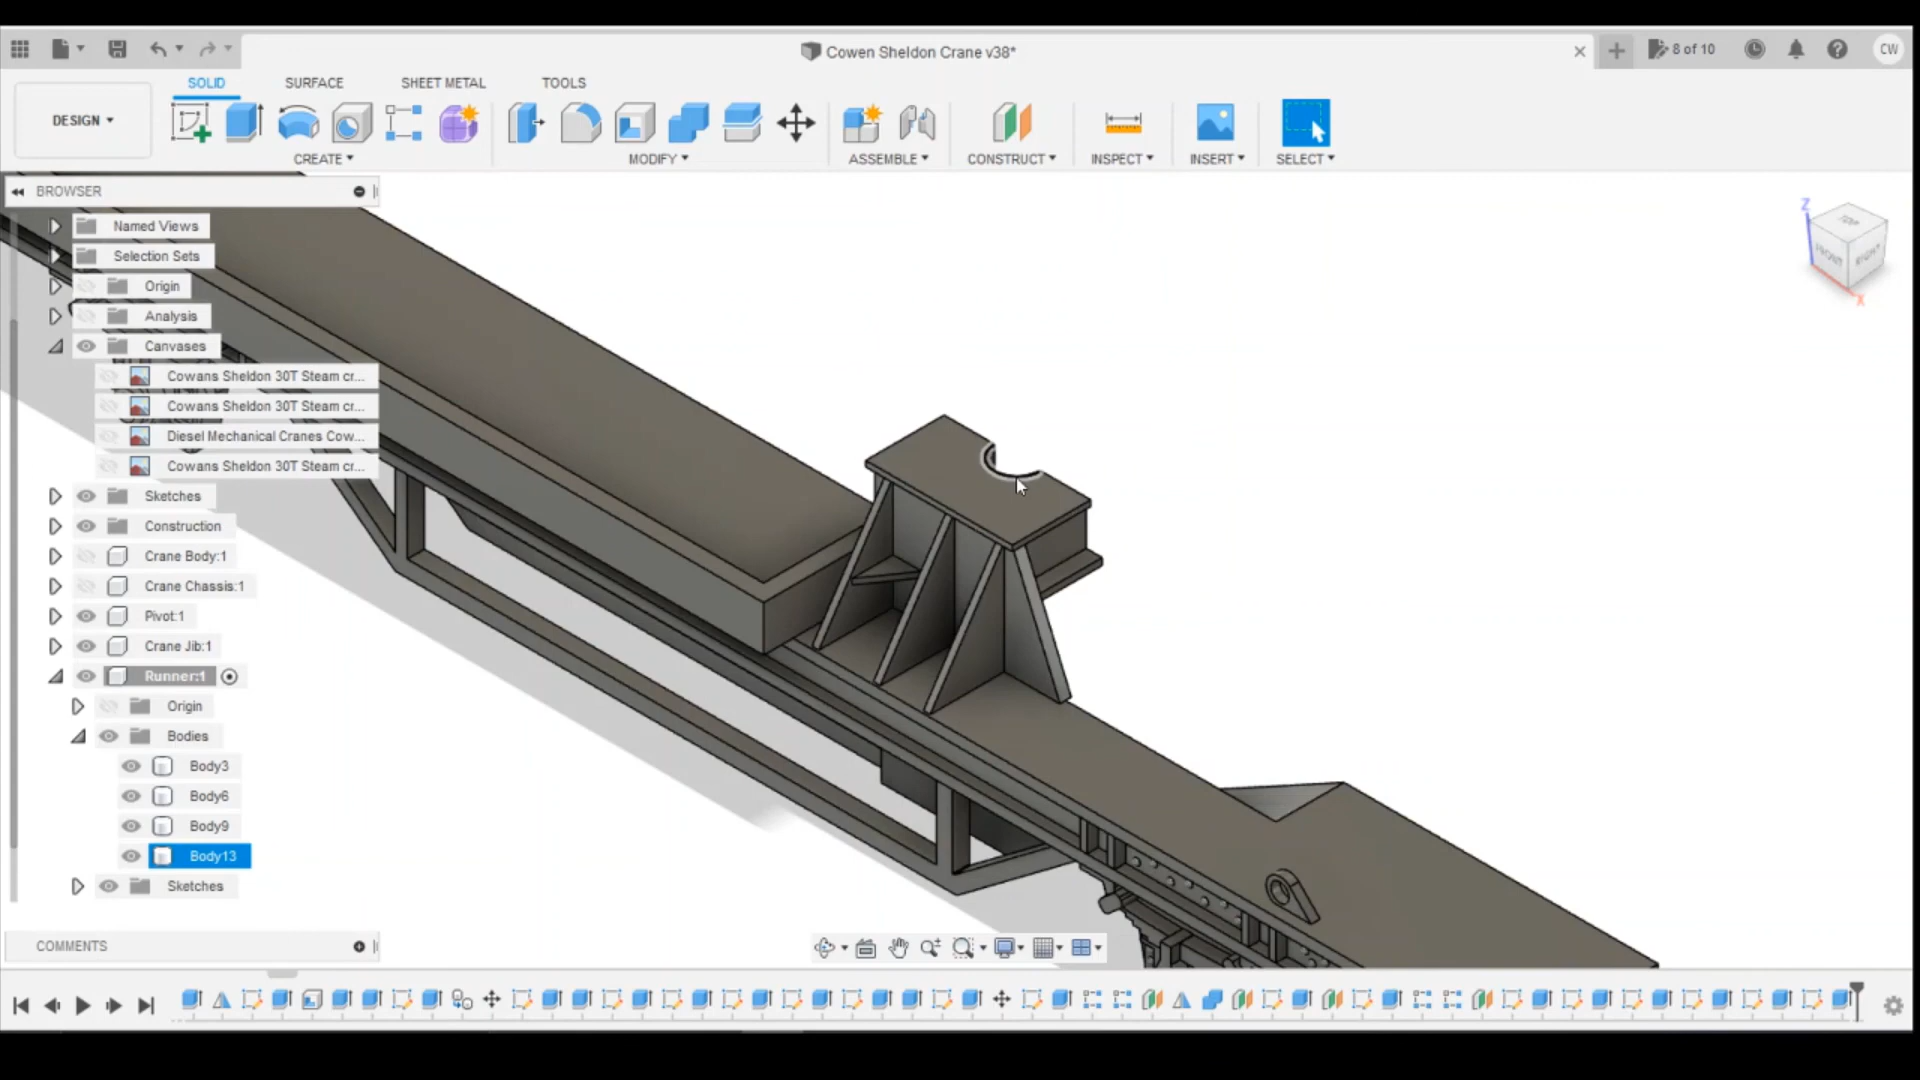 Cowen Sheldon Crane v38*
8 of 10
CW
DESIGN
SOLID
SURFACE
SHEET METAL
TOOLS
CREATE
MODIFY
ASSEMBLE
CONSTRUCT
INSPECT
INSERT
SELECT
BROWSER
Named Views
Selection Sets
Origin
Analysis
Canvases
Cowans Sheldon 30T Steam cr...
Cowans Sheldon 30T Steam cr...
Diesel Mechanical Cranes Cow...
Cowans Sheldon 30T Steam cr...
Sketches
Construction
Crane Body:1
Crane Chassis:1
Pivot:1
Crane Jib:1
Runner:1
Origin
Bodies
Body3
Body6
Body9
Body13
Sketches
COMMENTS
Z
TOP
FRONT
RIGHT
X